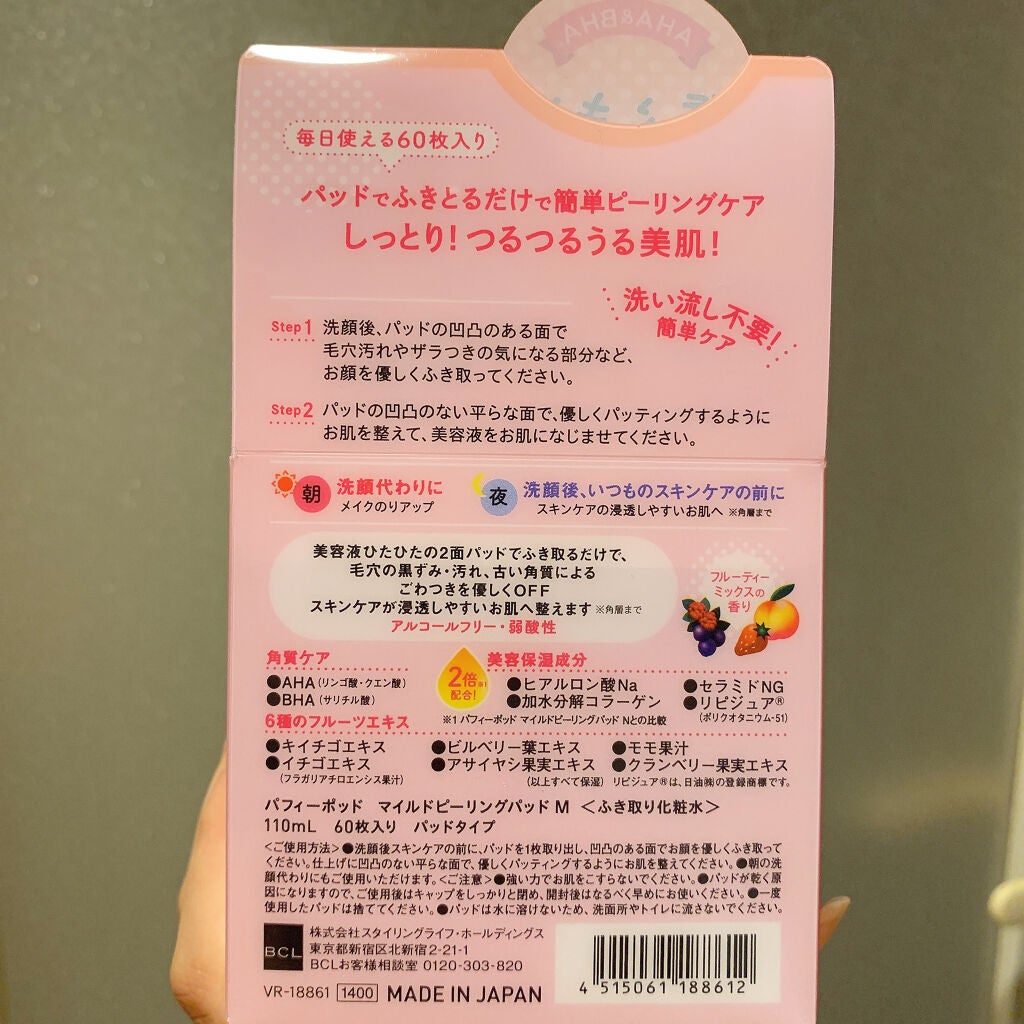 AHA&BHA
毎日使える60枚入り
パッドでふきとるだけで簡単ピーリングケア
しっとり!つるつるうる美肌!
洗い流し不要!
簡単ケア
Step1 洗顔後、パッドの凹凸のある面で
毛穴汚れやザラつきの気になる部分など、
お顔を優しくふき取ってください。
Step2 パッドの凹凸のない平らな面で、優しくパッティングするように
お肌を整えて、美容液をお肌になじませてください。
朝 洗顔代わりに
メイクのりアップ
夜 洗顔後、いつものスキンケアの前に
スキンケアの浸透しやすいお肌へ ※角層まで
美容液ひたひたの2面パッドでふき取るだけで、
毛穴の黒ずみ・汚れ、古い角質による
ごわつきを優しくOFF
スキンケアが浸透しやすいお肌へ整えます ※角層まで
アルコールフリー・弱酸性
フルーティー
ミックスの
香り
角質ケア
●AHA(リンゴ酸・クエン酸)
●BHA(サリチル酸)
2倍※1
配合!
美容保湿成分
●ヒアルロン酸Na ●セラミドNG
●加水分解コラーゲン ●リピジュア®
※1 パフィーポッド マイルドピーリングパッド Nとの比較 (ポリクオタニウム-51)
6種のフルーツエキス
●キイチゴエキス ●ビルベリー葉エキス ●モモ果汁
●イチゴエキス ●アサイヤシ果実エキス ●クランベリー果実エキス
(フラガリアチロエンシス果汁) (以上すべて保湿) リピジュア®は、日油㈱の登録商標です。
パフィーポッド マイルドピーリングパッド M <ふき取り化粧水>
110mL 60枚入り パッドタイプ
<ご使用方法>●洗顔後スキンケアの前に、パッドを1枚取り出し、凹凸のある面でお顔を優しくふき取って
ください。仕上げに凹凸のない平らな面で、優しくパッティングするようにお肌を整えてください。●朝の洗
顔代わりにもご使用いただけます。<ご注意>●強い力でお肌をこすらないでください。●パッドが乾く原
因になりますので、ご使用後はキャップをしっかりと閉め、開封後はなるべく早めにお使いください。●一度
使用したパッドは捨ててください。●パッドは水に溶けないため、洗面所やトイレに流さないでください。
BCL
株式会社スタイリングライフ・ホールディングス
東京都新宿区北新宿2-21-1
BCLお客様相談室 0120-303-820
VR-18861 1400 MADE IN JAPAN
4 515061 188612